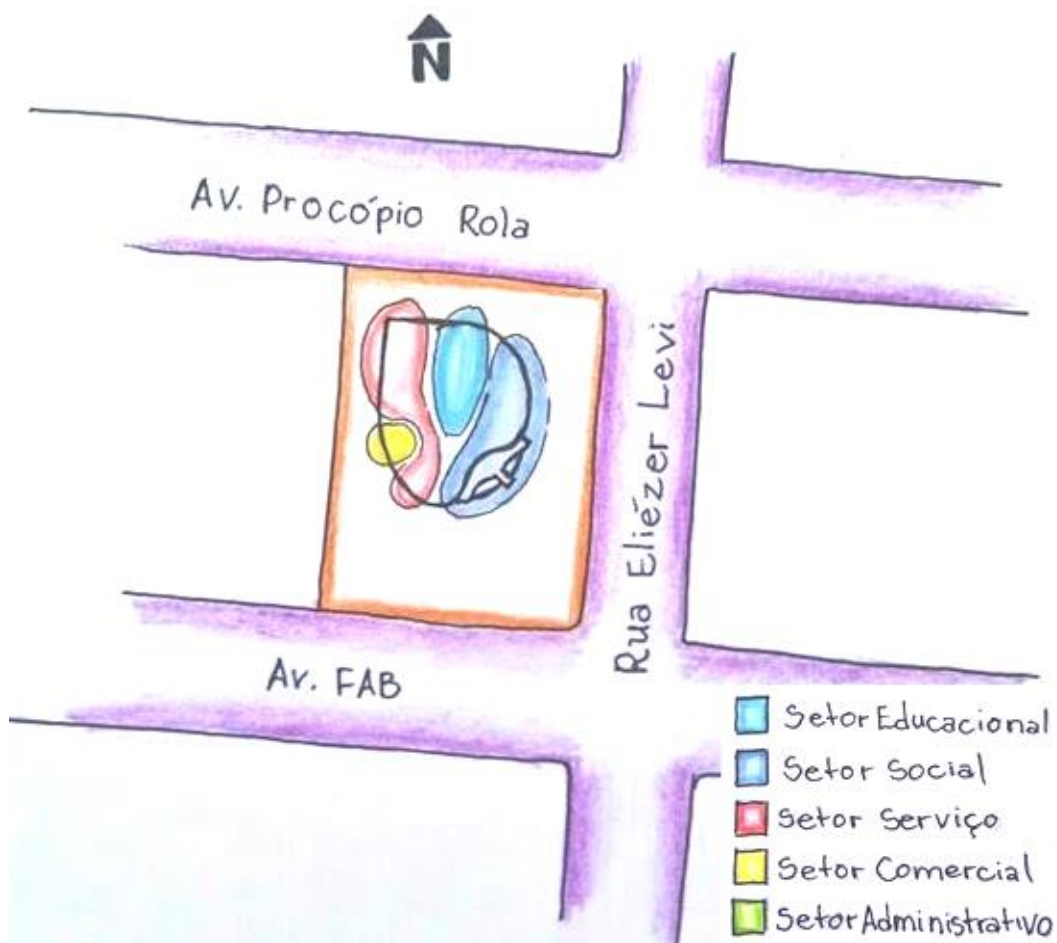 N
Av. Procópio Rola
Rua Eliézer Levi
Av. FAB
Setor Educacional
Setor Social
Setor Serviço
Setor Comercial
Setor Administrativo